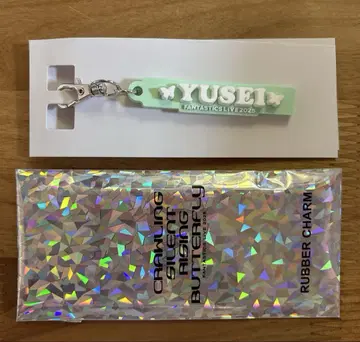 YUSEI
FANTASTICS LIVE 2025
CRAWLING
SILENT
RISING
BUTTERFLY
RUBBER CHARM